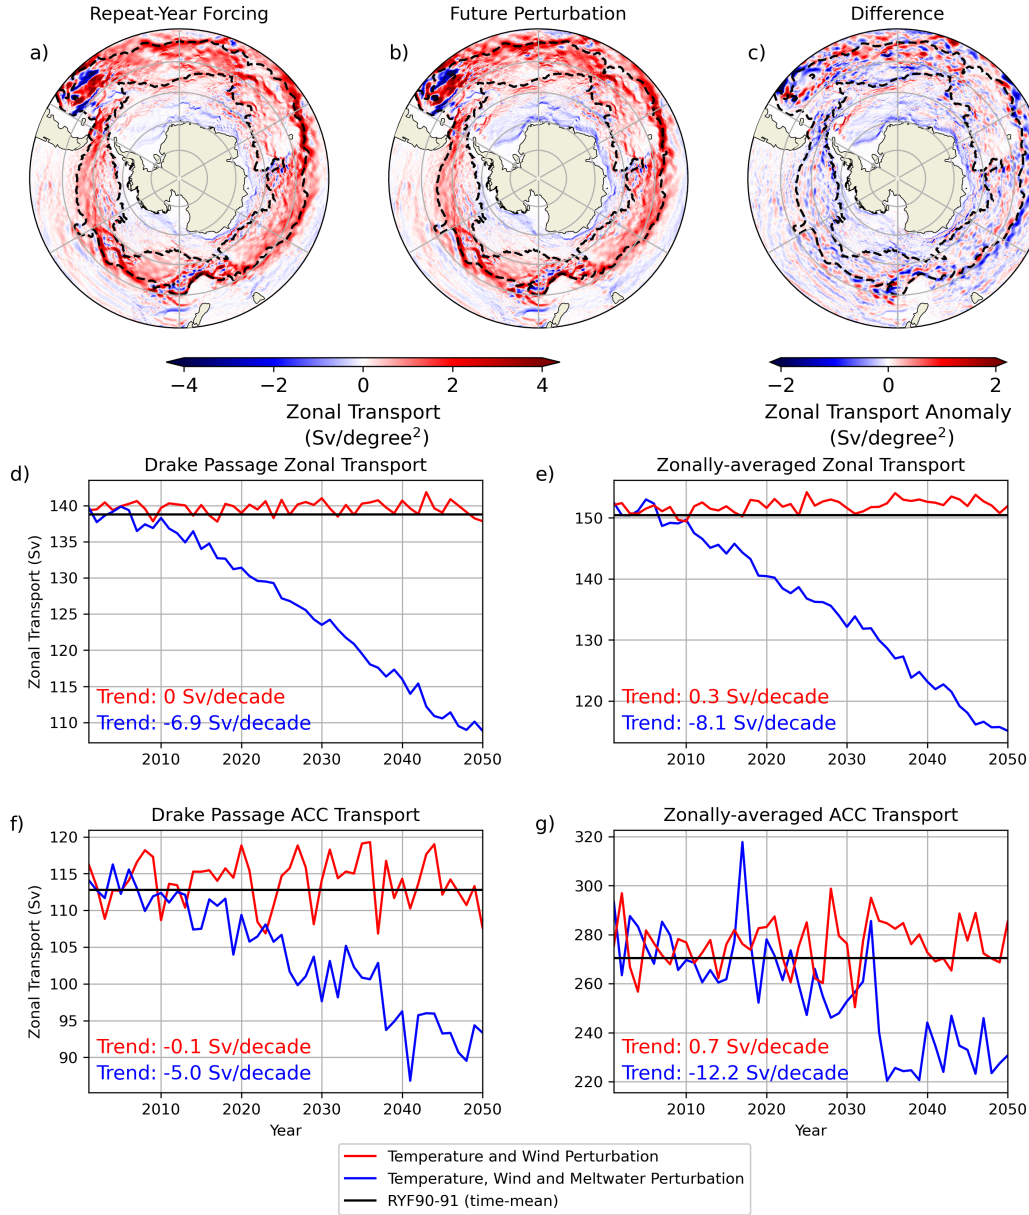 Repeat-Year Forcing
Future Perturbation
Difference
a)
b)
c)
−4 −2 0 2 4
Zonal Transport
(Sv/degree²)
−2 0 2
Zonal Transport Anomaly
(Sv/degree²)
d)
Drake Passage Zonal Transport
Zonal Transport (Sv)
140
135
130
125
120
115
110
Trend: 0 Sv/decade
Trend: -6.9 Sv/decade
2010 2020 2030 2040 2050
e)
Zonally-averaged Zonal Transport
150
140
130
120
Trend: 0.3 Sv/decade
Trend: -8.1 Sv/decade
2010 2020 2030 2040 2050
f)
Drake Passage ACC Transport
Zonal Transport (Sv)
120
115
110
105
100
95
90
Trend: -0.1 Sv/decade
Trend: -5.0 Sv/decade
2010 2020 2030 2040 2050
Year
g)
Zonally-averaged ACC Transport
320
300
280
260
240
220
Trend: 0.7 Sv/decade
Trend: -12.2 Sv/decade
2010 2020 2030 2040 2050
Year
Temperature and Wind Perturbation
Temperature, Wind and Meltwater Perturbation
RYF90-91 (time-mean)